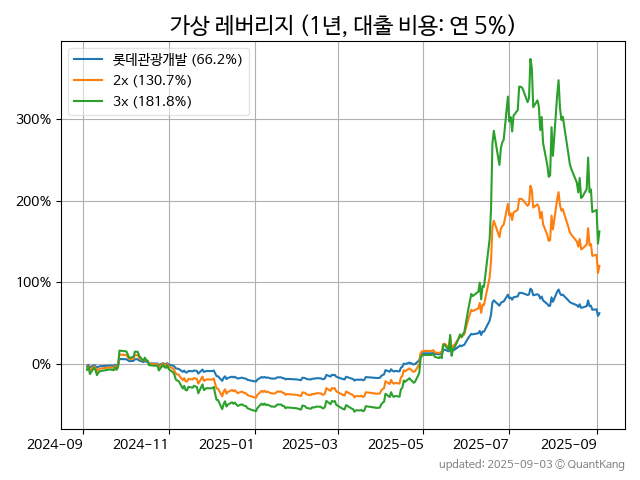 가상 레버리지 (1년, 대출 비용: 연 5%)
롯데관광개발 (66.2%)
2x (130.7%)
3x (181.8%)
300%
200%
100%
0%
2024-09 2024-11 2025-01 2025-03 2025-05 2025-07 2025-09
updated: 2025-09-03 © QuantKang